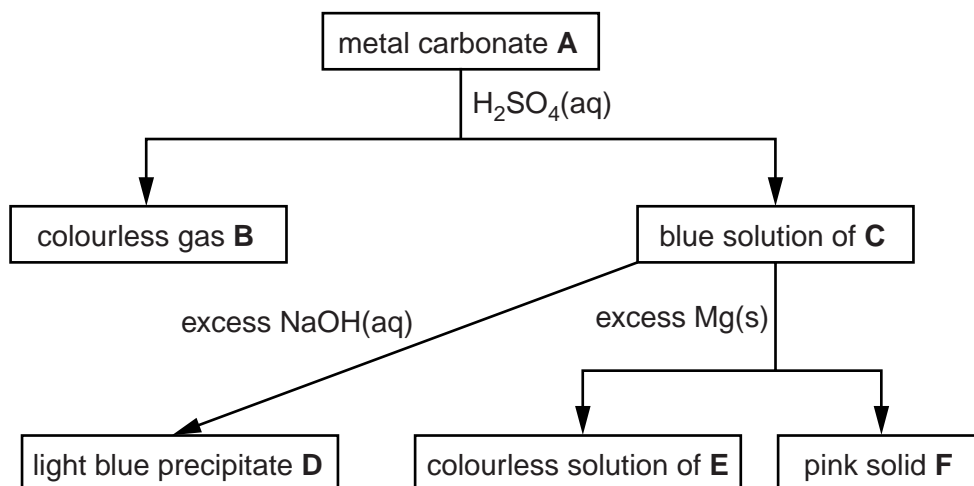 metal carbonate A
H₂SO₄(aq)
colourless gas B
blue solution of C
excess NaOH(aq)
excess Mg(s)
light blue precipitate D
colourless solution of E
pink solid F